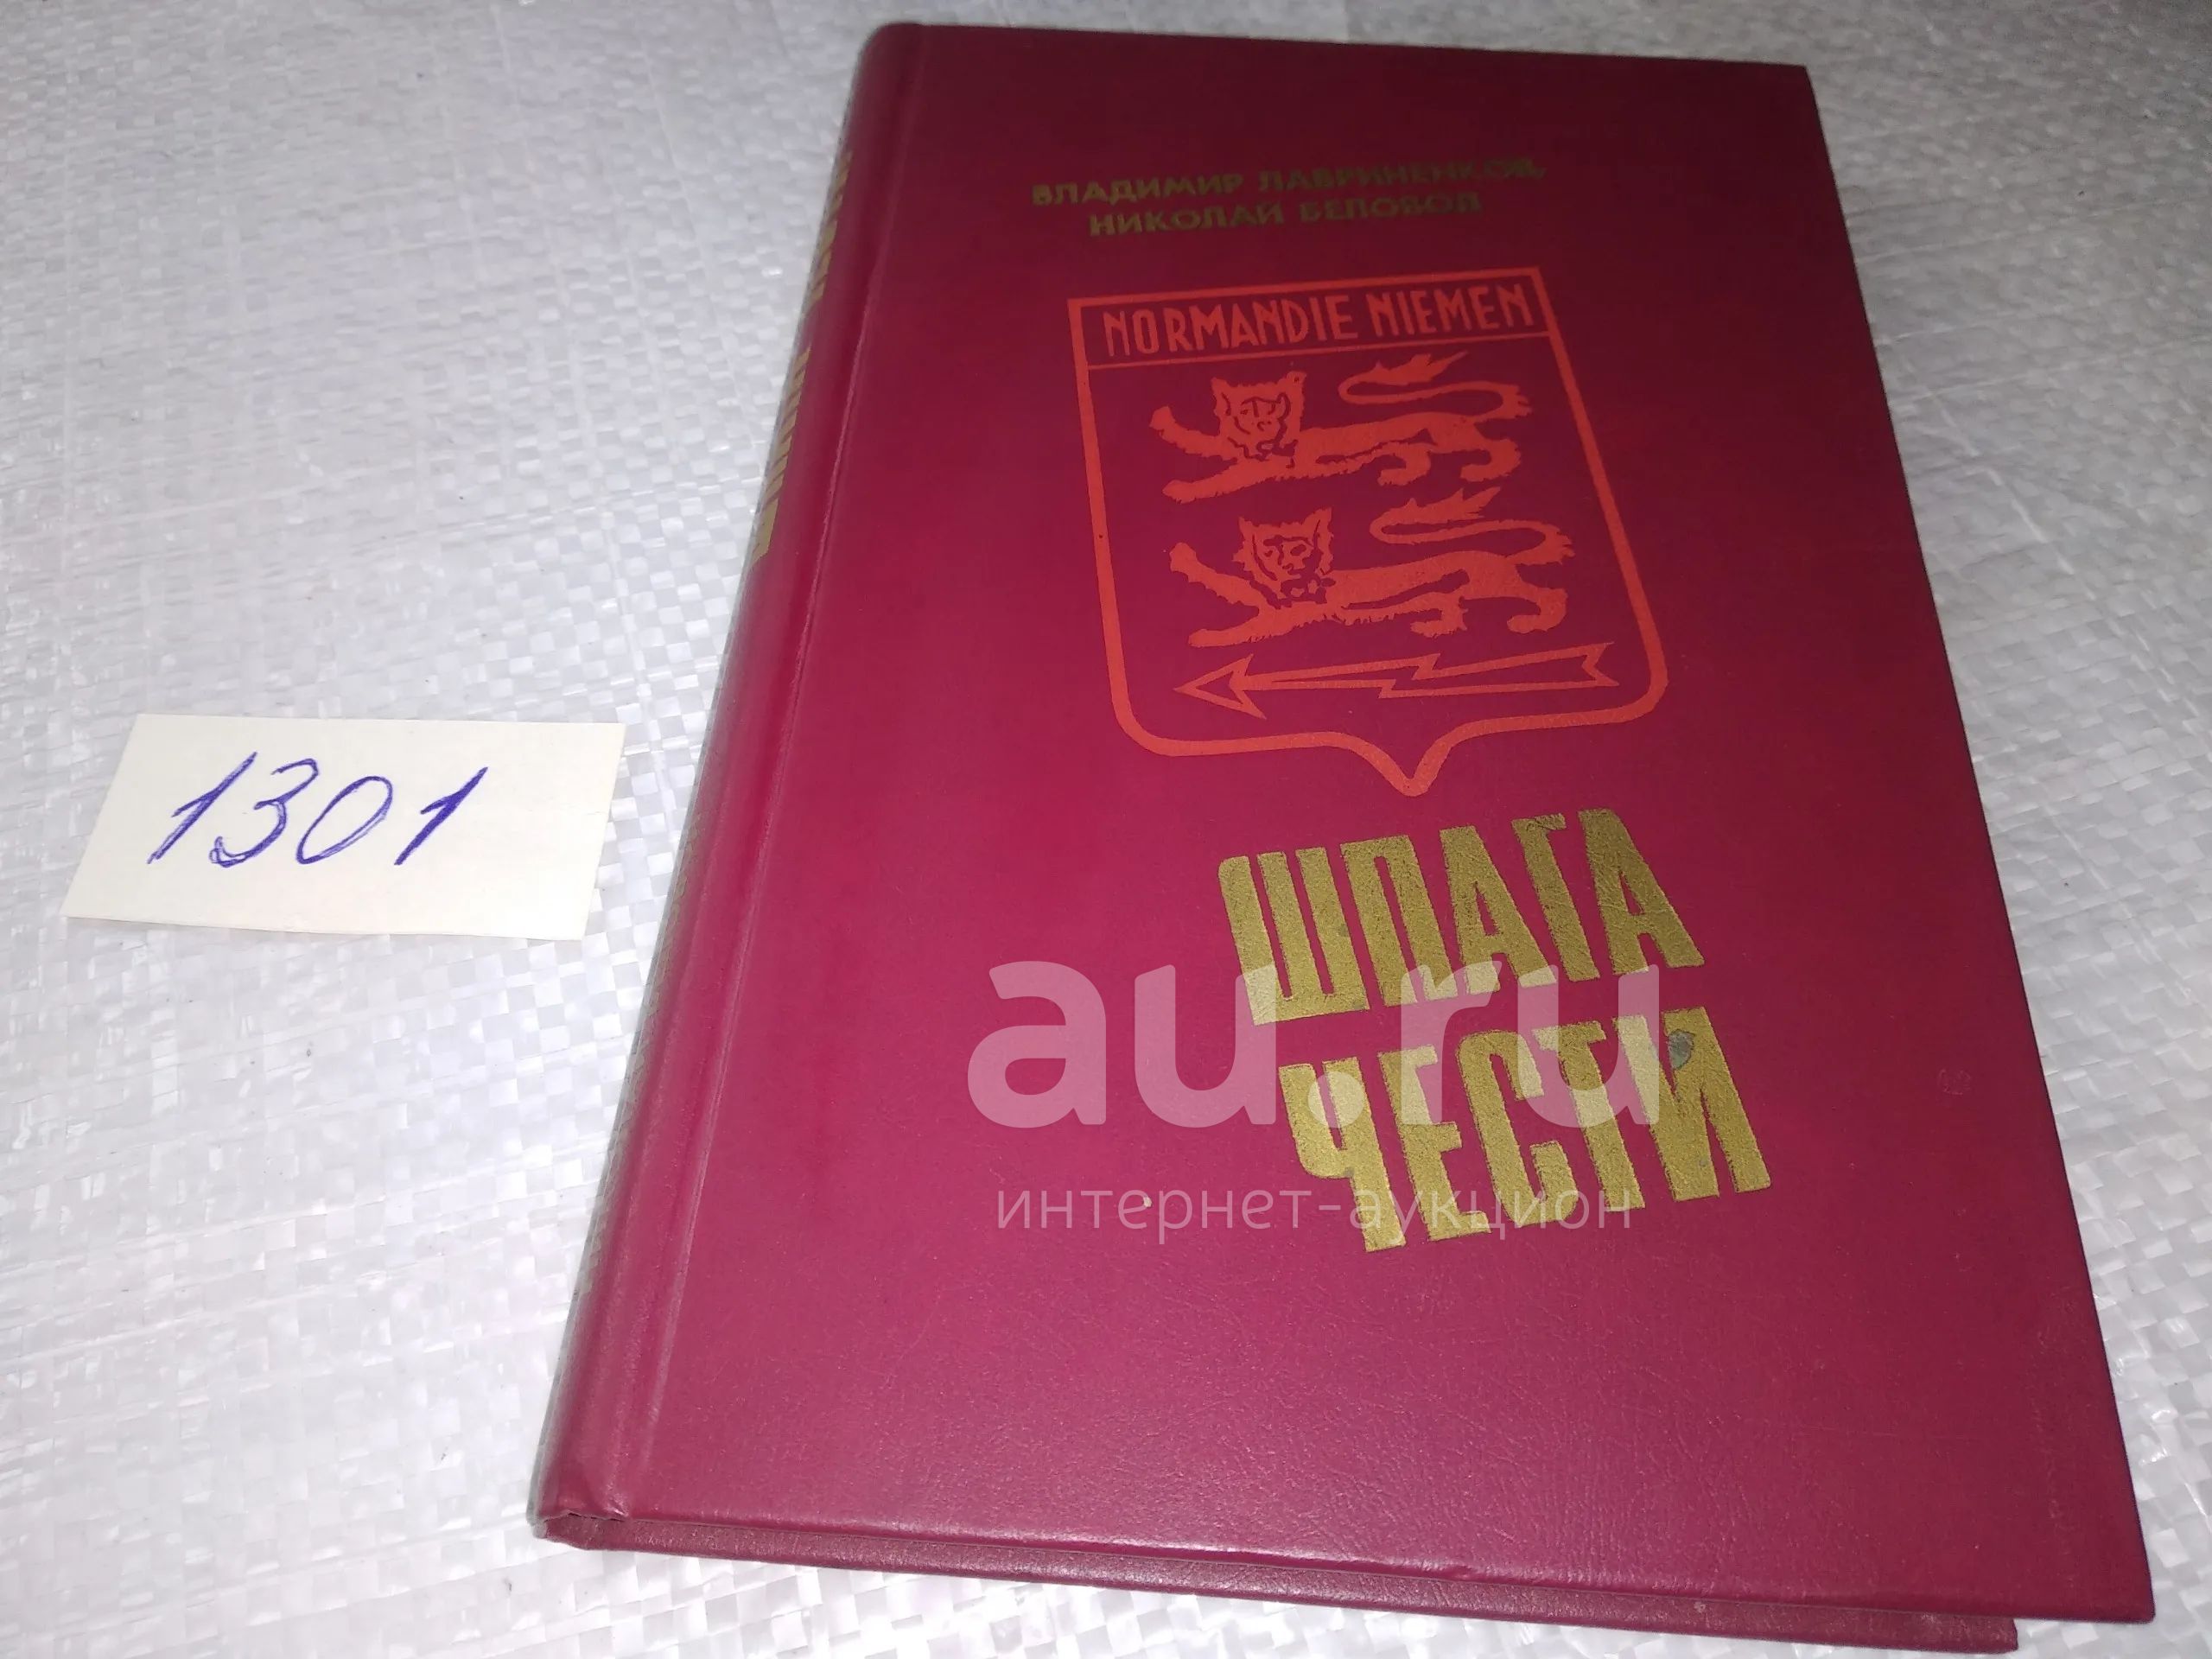 ВЛАДИМИР ЛАВРИНЕНКОВ,
НИКОЛАЙ БЕЛОВОЛ
NORMANDIE NIEMEN
ШПАГА
ЧЕСТИ
1301
au.ru
интернет-аукцион